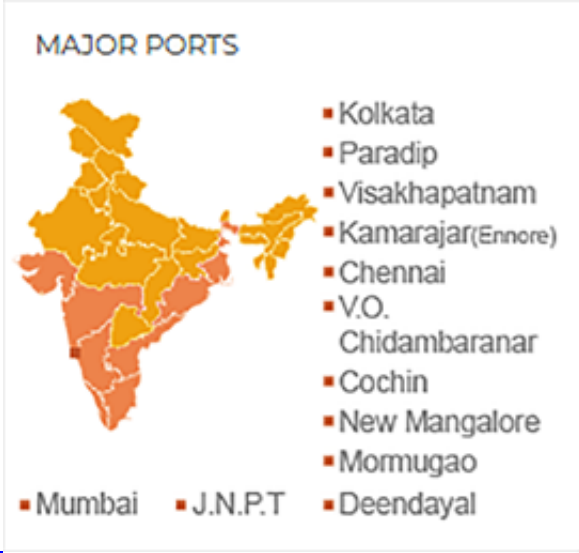 MAJOR PORTS
Kolkata
Paradip
Visakhapatnam
Kamarajar(Ennore)
Chennai
V.O.
Chidambaranar
Cochin
New Mangalore
Mormugao
Mumbai J.N.P.T Deendayal